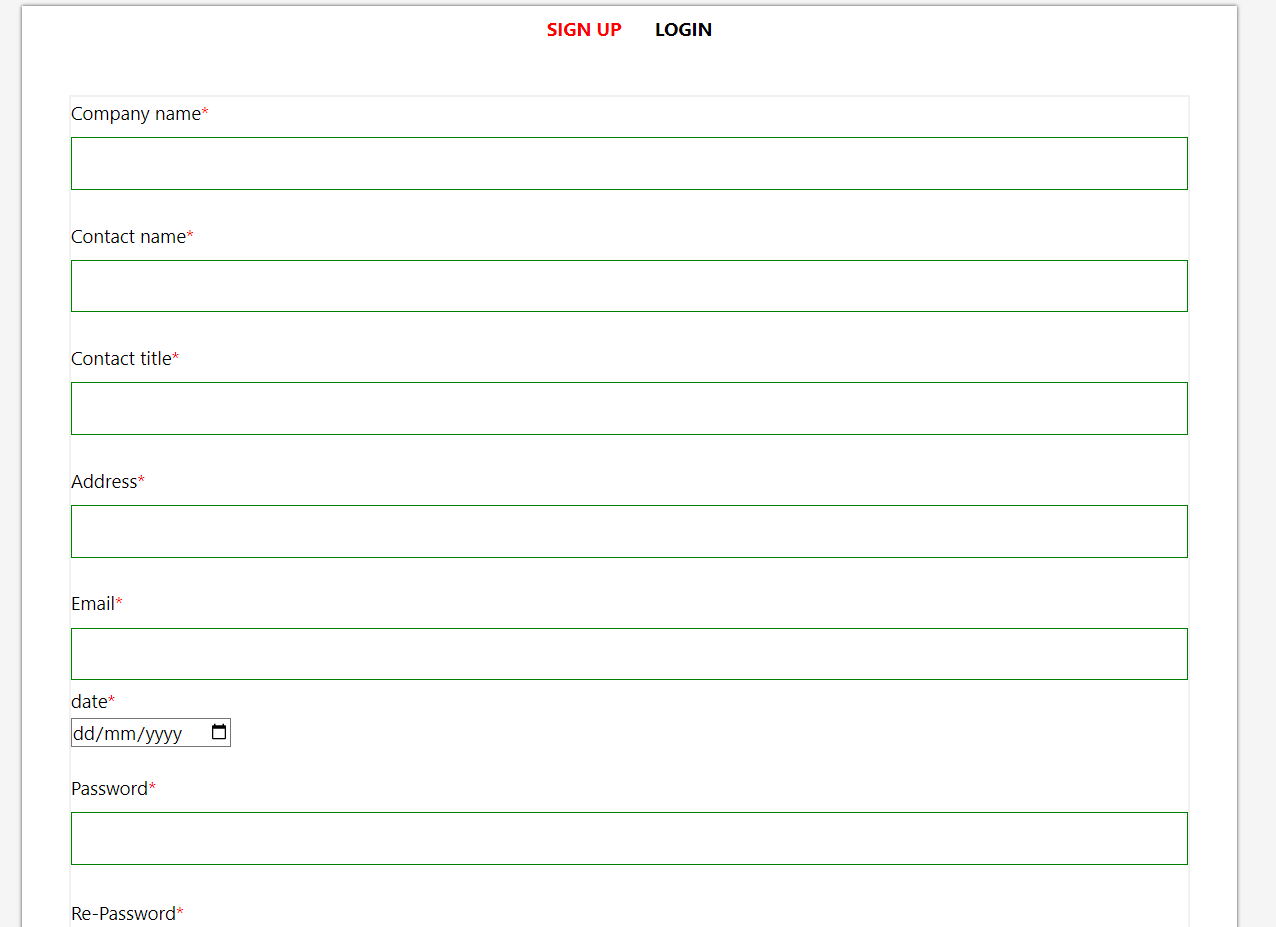 SIGN UP LOGIN
Company name*
Contact name*
Contact title*
Address*
Email*
date*
dd/mm/yyyy
Password*
Re-Password*